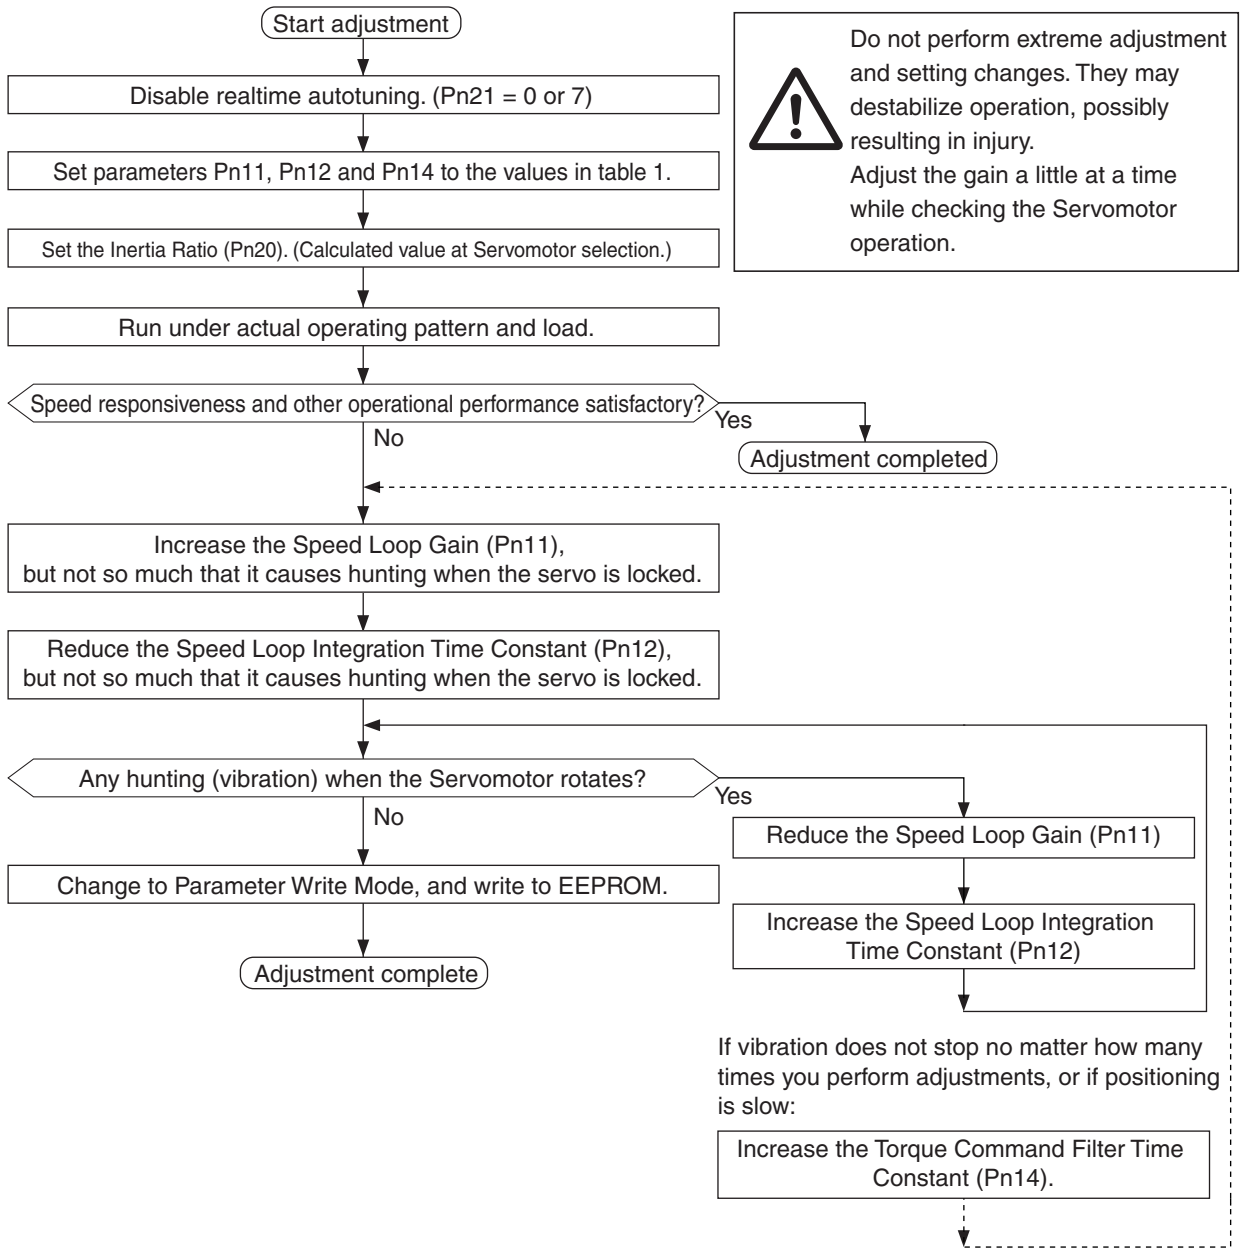 Start adjustment
Do not perform extreme adjustment
and setting changes. They may
destabilize operation, possibly
resulting in injury.
Adjust the gain a little at a time
while checking the Servomotor
operation.
Disable realtime autotuning. (Pn21 = 0 or 7)
Set parameters Pn11, Pn12 and Pn14 to the values in table 1.
Set the Inertia Ratio (Pn20). (Calculated value at Servomotor selection.)
Run under actual operating pattern and load.
Speed responsiveness and other operational performance satisfactory?
Yes
No
Adjustment completed
Increase the Speed Loop Gain (Pn11),
but not so much that it causes hunting when the servo is locked.
Reduce the Speed Loop Integration Time Constant (Pn12),
but not so much that it causes hunting when the servo is locked.
Any hunting (vibration) when the Servomotor rotates?
Yes
No
Reduce the Speed Loop Gain (Pn11)
Change to Parameter Write Mode, and write to EEPROM.
Increase the Speed Loop Integration
Time Constant (Pn12)
Adjustment complete
If vibration does not stop no matter how many
times you perform adjustments, or if positioning
is slow:
Increase the Torque Command Filter Time
Constant (Pn14).